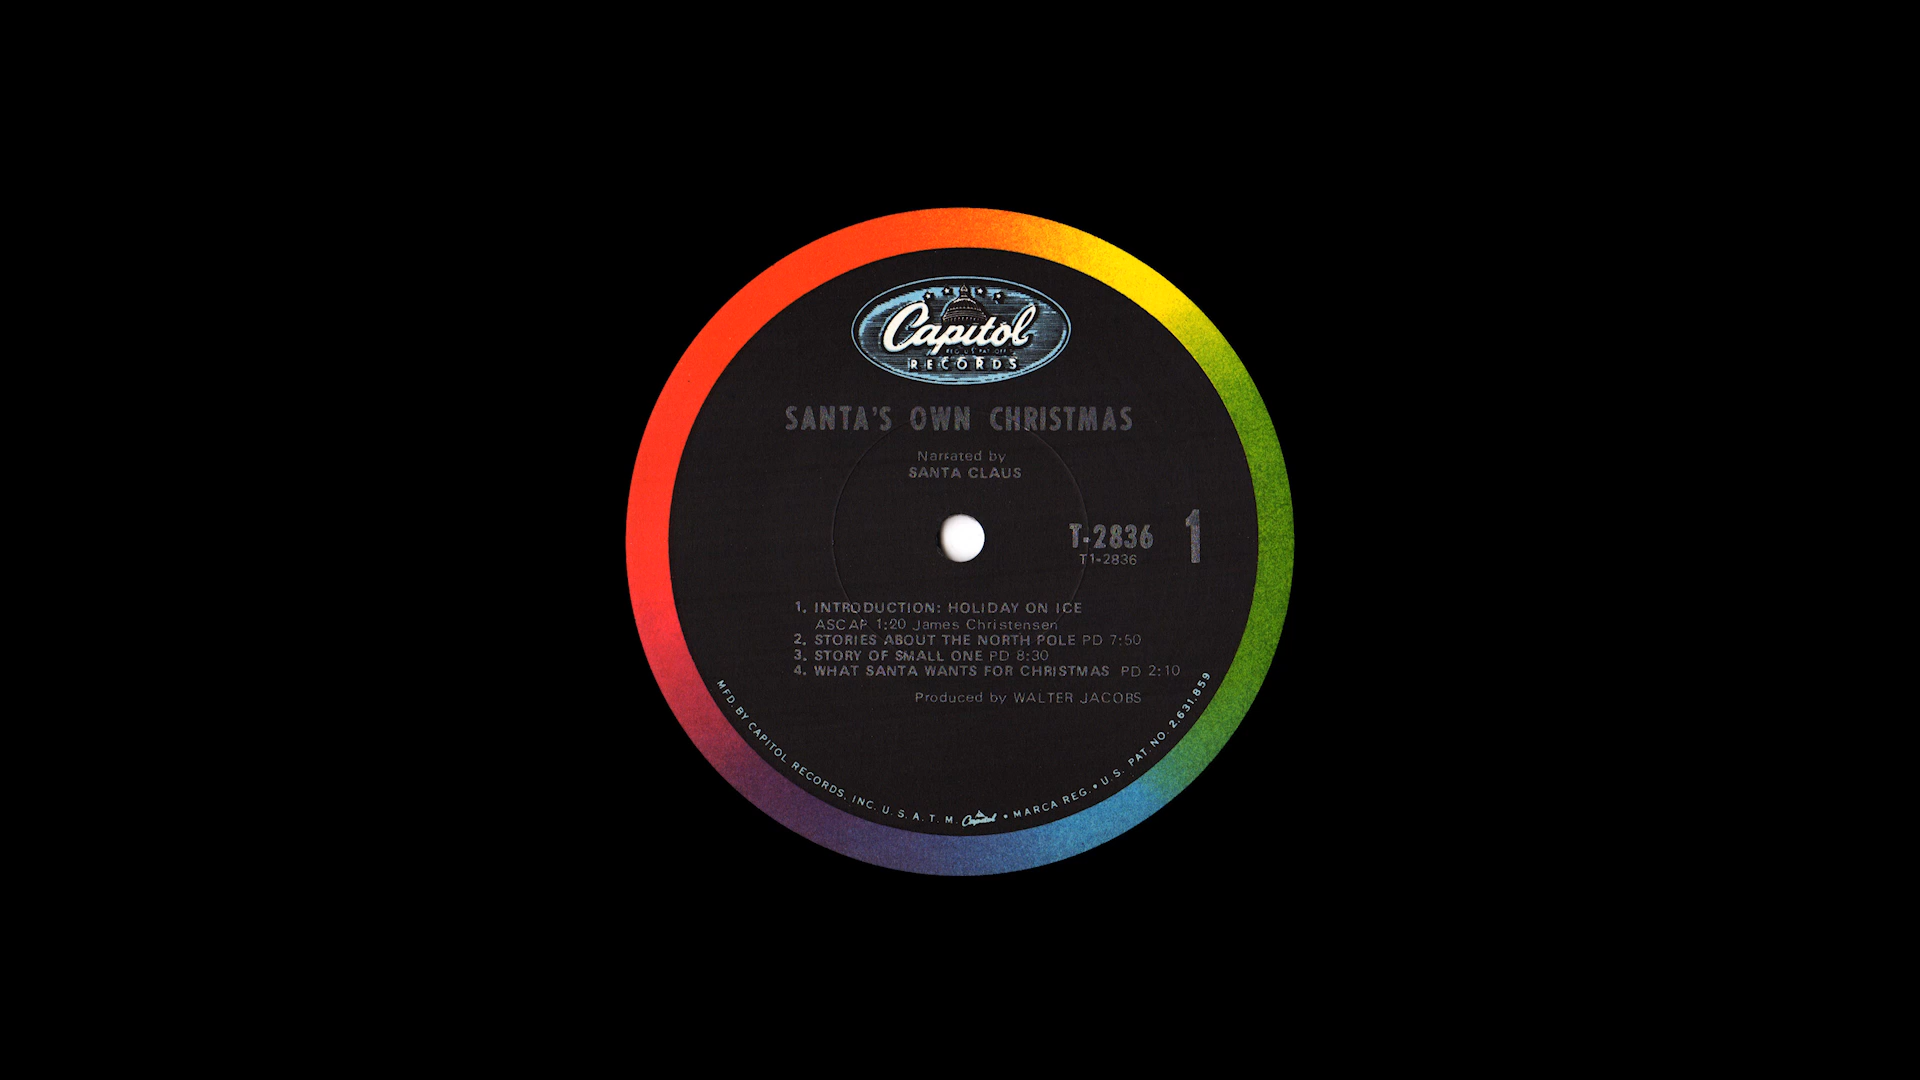 Capitol
REG. U.S. PAT. OFF.
RECORDS
SANTA'S OWN CHRISTMAS
Narrated by
SANTA CLAUS
T-2836 1
T1-2836
1. INTRODUCTION: HOLIDAY ON ICE
ASCAP 1:20 James Christensen
2. STORIES ABOUT THE NORTH POLE PD 7:50
3. STORY OF SMALL ONE PD 8:30
4. WHAT SANTA WANTS FOR CHRISTMAS PD 2:10
Produced by WALTER JACOBS
MFD. BY CAPITOL RECORDS, INC. U. S. A. T. M. Capitol • MARCA REG. • U.S. PAT. NO. 2,631,859